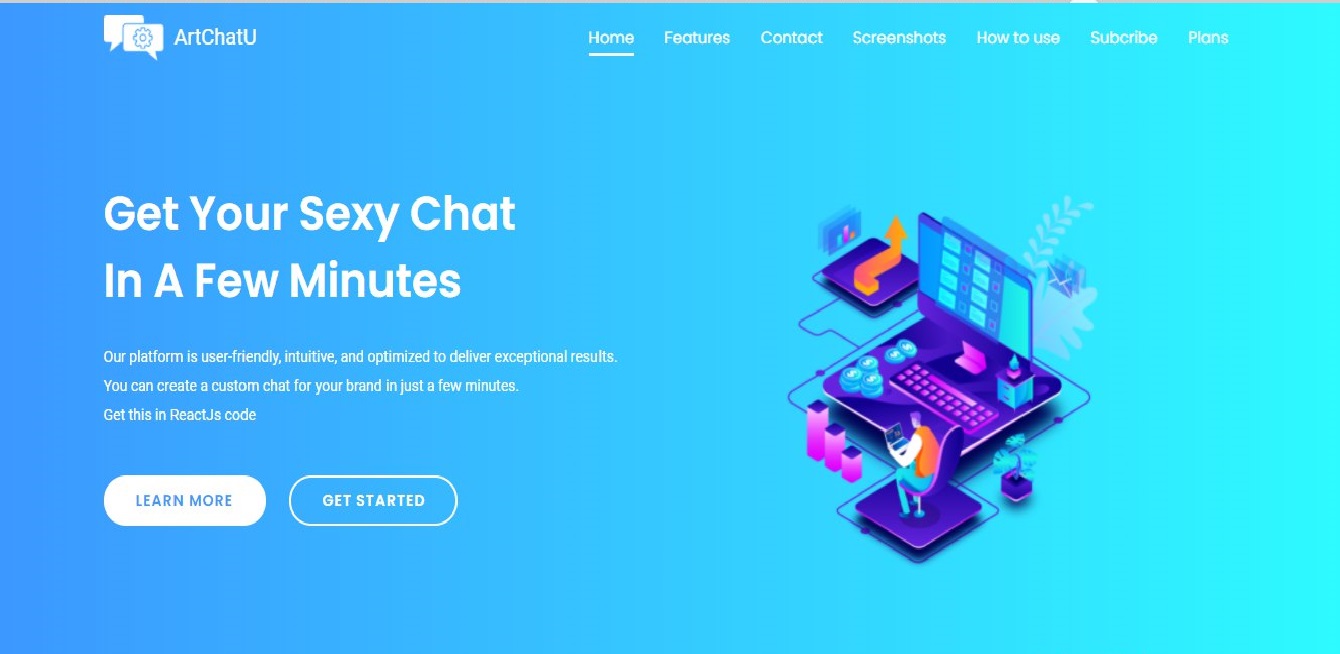 ArtChatU
Home Features Contact Screenshots How to use Subcribe Plans
Get Your Sexy Chat
In A Few Minutes
Our platform is user-friendly, intuitive, and optimized to deliver exceptional results.
You can create a custom chat for your brand in just a few minutes.
Get this in ReactJs code
LEARN MORE GET STARTED